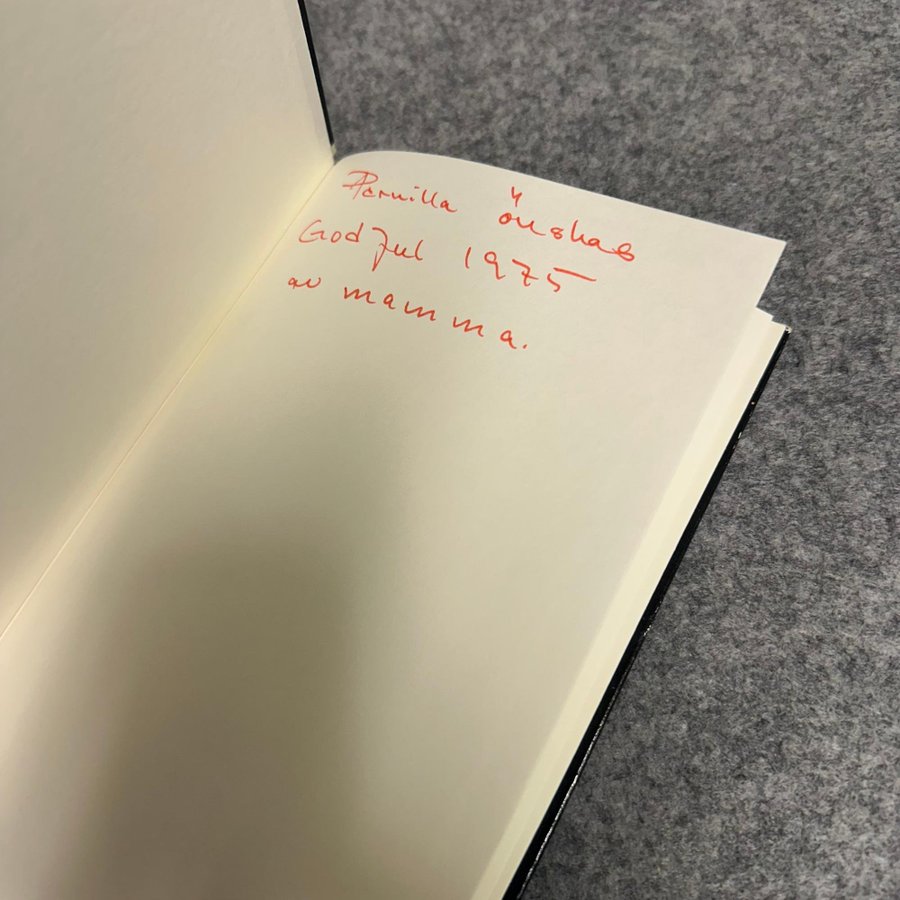 Pernilla önskas
God Jul 1975
av mamma.